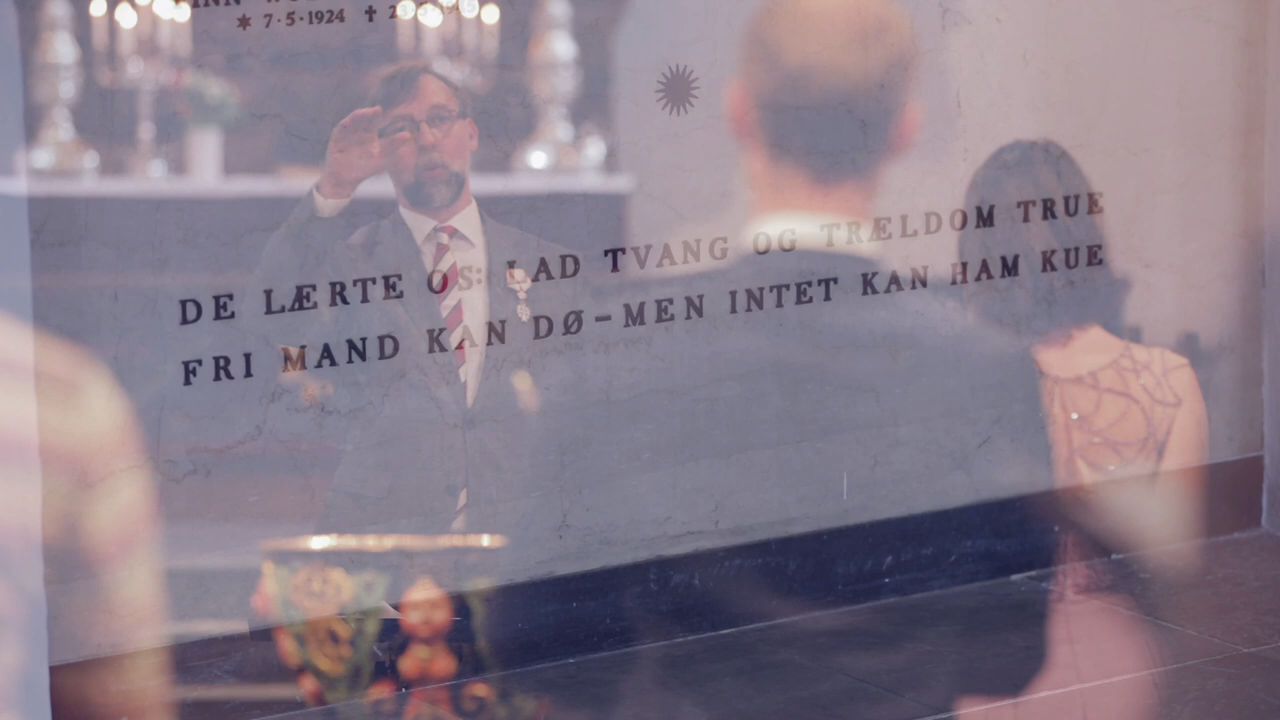 ✶ 7·5·1924 ✝
DE LÆRTE OS: LAD TVANG OG TRÆLDOM TRUE
FRI MAND KAN DØ – MEN INTET KAN HAM KUE